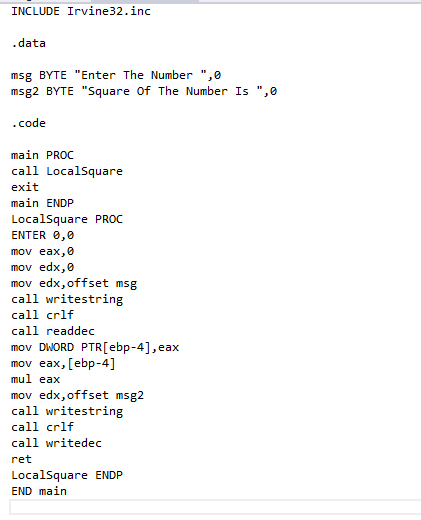 INCLUDE Irvine32.inc
.data
msg BYTE "Enter The Number ",0
msg2 BYTE "Square Of The Number Is ",0
.code
main PROC
call LocalSquare
exit
main ENDP
LocalSquare PROC
ENTER 0,0
mov eax,0
mov edx,0
mov edx,offset msg
call writestring
call crlf
call readdec
mov DWORD PTR[ebp-4],eax
mov eax,[ebp-4]
mul eax
mov edx,offset msg2
call writestring
call crlf
call writedec
ret
LocalSquare ENDP
END main